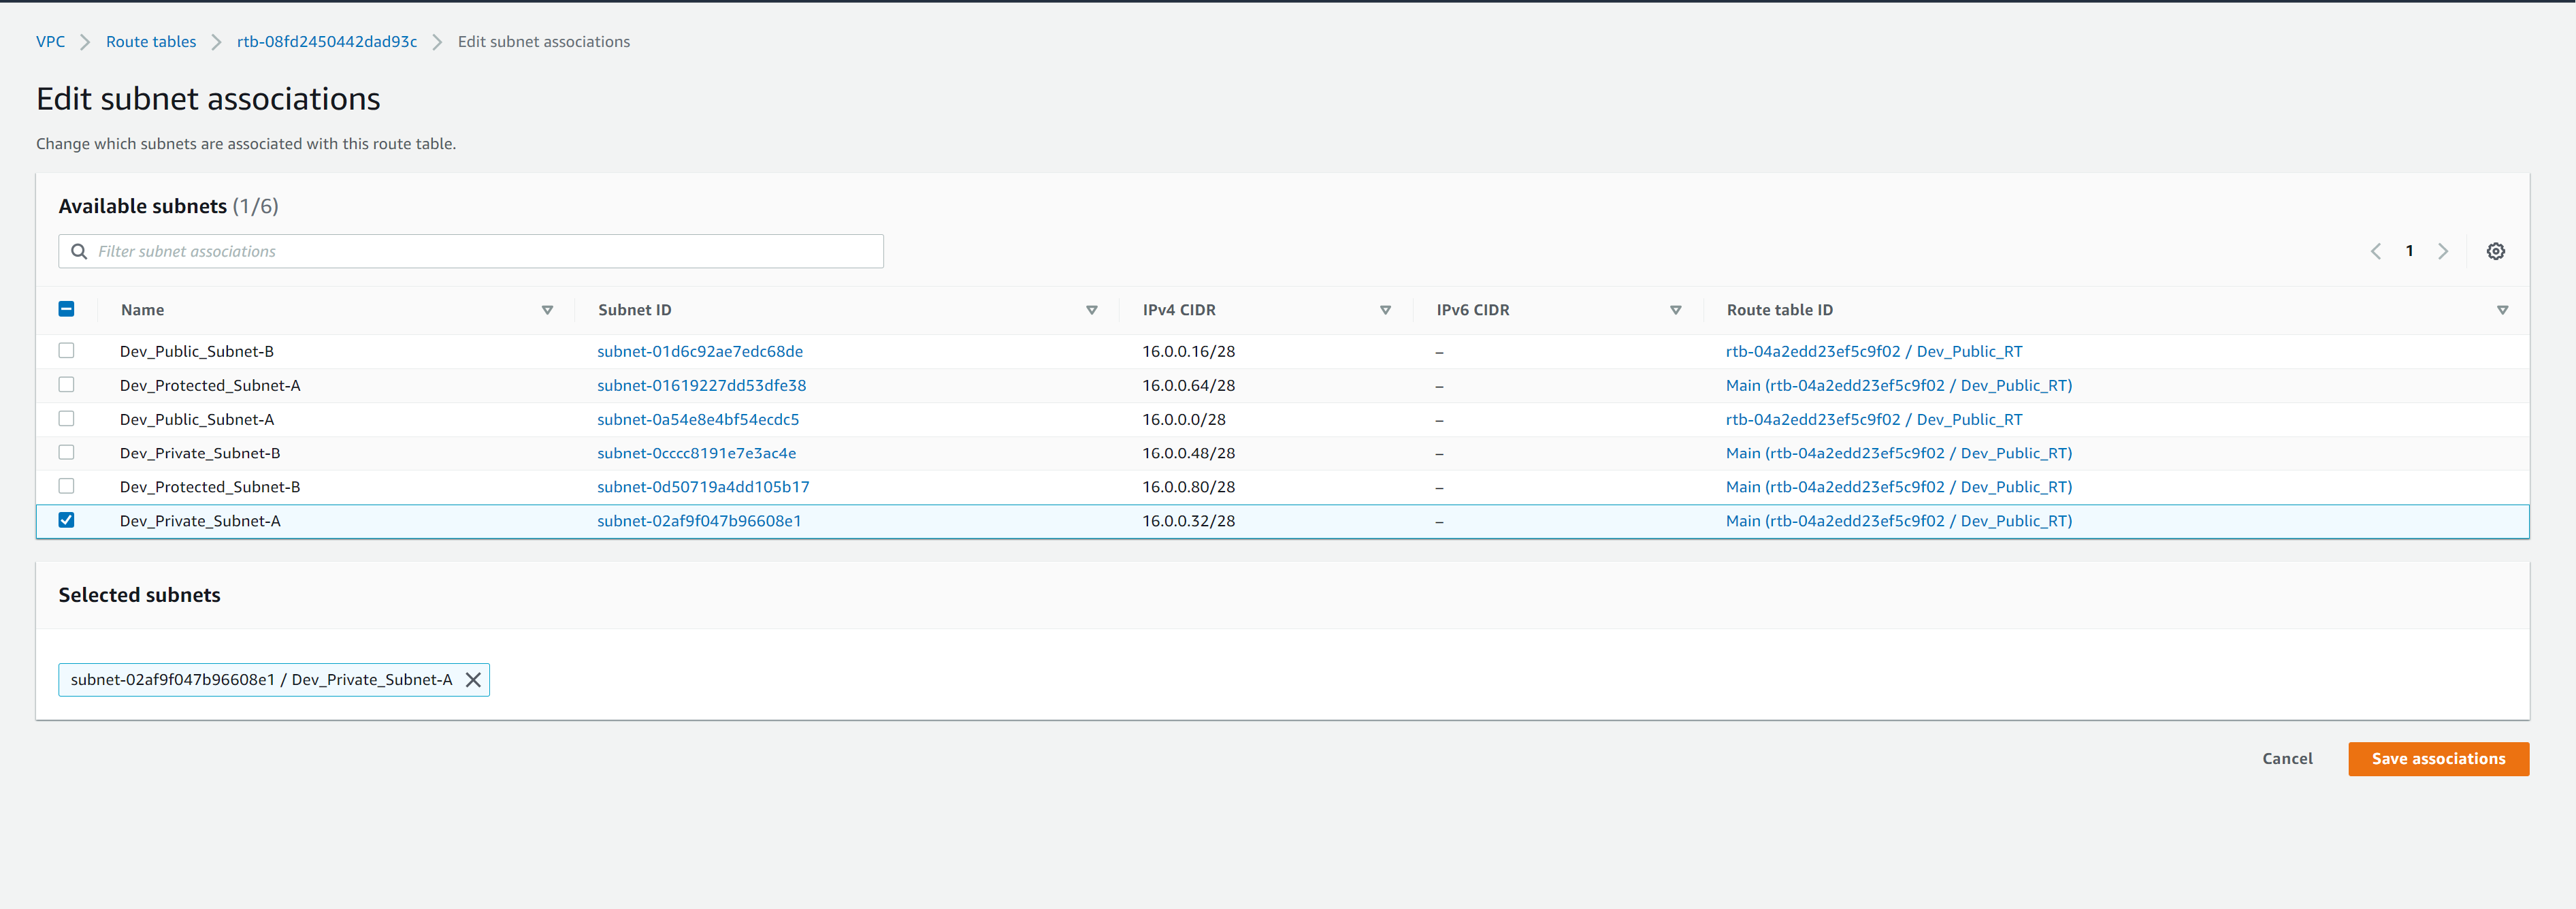 VPC > Route tables > rtb-08fd2450442dad93c > Edit subnet associations
Edit subnet associations
Change which subnets are associated with this route table.
Available subnets (1/6)
Filter subnet associations
1
Name Subnet ID IPv4 CIDR IPv6 CIDR Route table ID
Dev_Public_Subnet-B subnet-01d6c92ae7edc68de 16.0.0.16/28 – rtb-04a2edd23ef5c9f02 / Dev_Public_RT
Dev_Protected_Subnet-A subnet-01619227dd53dfe38 16.0.0.64/28 – Main (rtb-04a2edd23ef5c9f02 / Dev_Public_RT)
Dev_Public_Subnet-A subnet-0a54e8e4bf54ecdc5 16.0.0.0/28 – rtb-04a2edd23ef5c9f02 / Dev_Public_RT
Dev_Private_Subnet-B subnet-0cccc8191e7e3ac4e 16.0.0.48/28 – Main (rtb-04a2edd23ef5c9f02 / Dev_Public_RT)
Dev_Protected_Subnet-B subnet-0d50719a4dd105b17 16.0.0.80/28 – Main (rtb-04a2edd23ef5c9f02 / Dev_Public_RT)
Dev_Private_Subnet-A subnet-02af9f047b96608e1 16.0.0.32/28 – Main (rtb-04a2edd23ef5c9f02 / Dev_Public_RT)
Selected subnets
subnet-02af9f047b96608e1 / Dev_Private_Subnet-A
Cancel Save associations